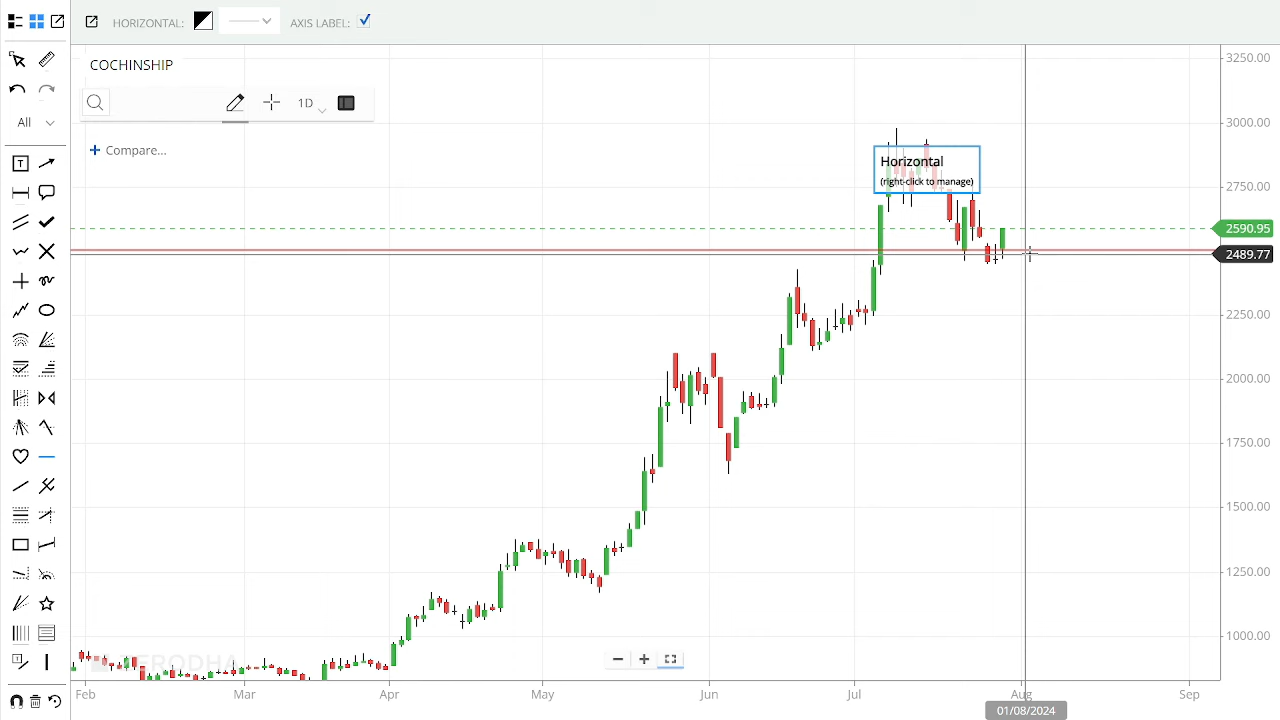 HORIZONTAL:
AXIS LABEL:
COCHINSHIP
All
1D
Compare...
Horizontal
(right-click to manage)
3250.00
3000.00
2750.00
2590.95
2489.77
2250.00
2000.00
1750.00
1500.00
1250.00
1000.00
ZERODHA
Feb
Mar
Apr
May
Jun
Jul
Aug
Sep
01/08/2024